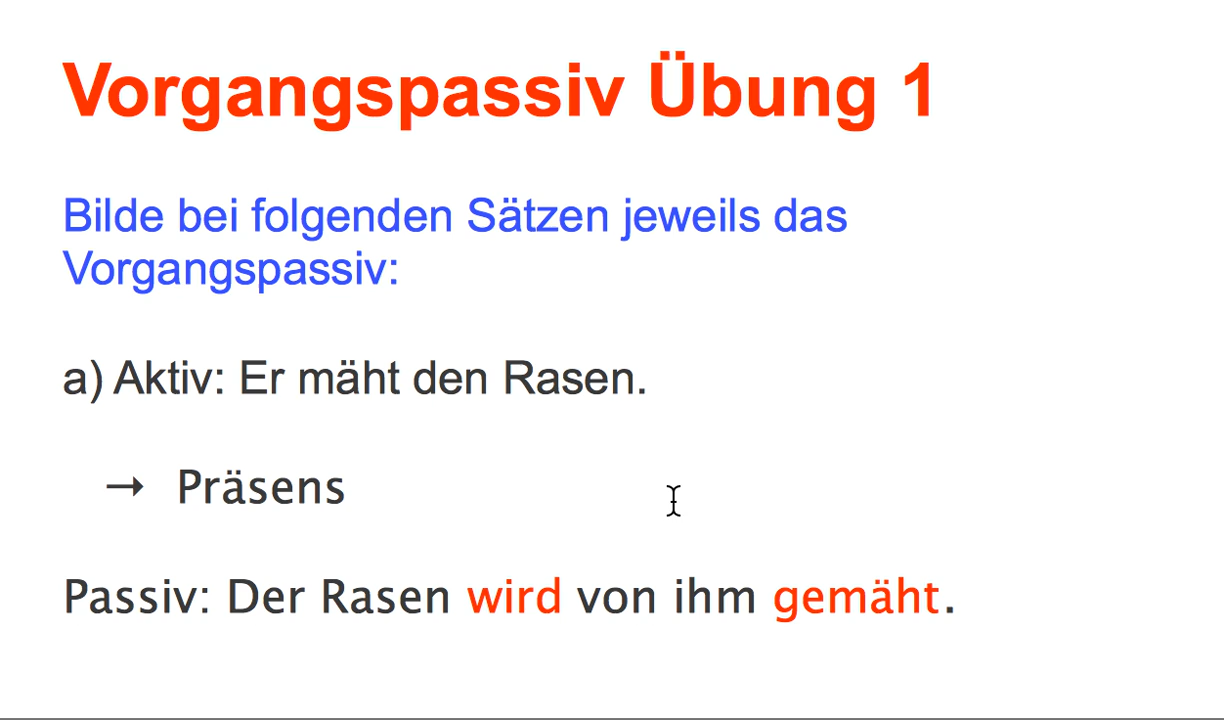 Vorgangspassiv Übung 1
Bilde bei folgenden Sätzen jeweils das
Vorgangspassiv:
a) Aktiv: Er mäht den Rasen.
→ Präsens
Passiv: Der Rasen wird von ihm gemäht.